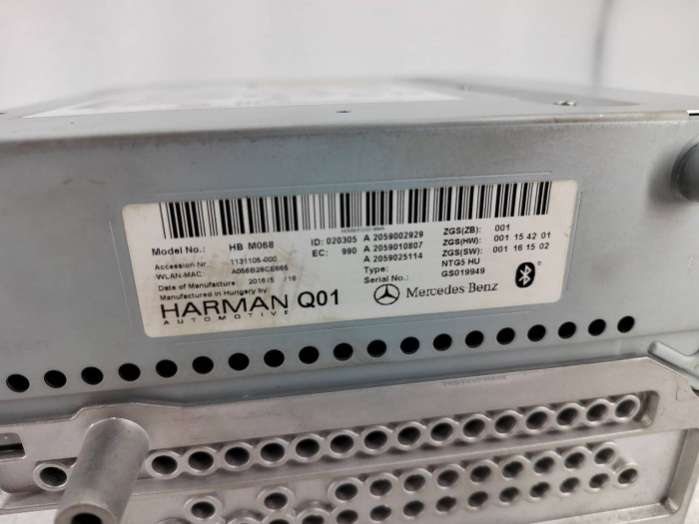 Model No.: HB M068 ID: 020305 A 2059002929 ZGS(ZB): 001
EC: 990 A 2059010807 ZGS(HW): 001 15 42 01
Accession Nr. 1131106-000 A 2059025114 ZGS(SW): 001 16 15 02
WLAN-MAC: Type: NTG5 HU
Date of Manufacture 2016/5 /16 Serial No.: GS019949
Manufactured in Hungary by:
HARMAN Q01 Mercedes Benz
AUTOMOTIVE